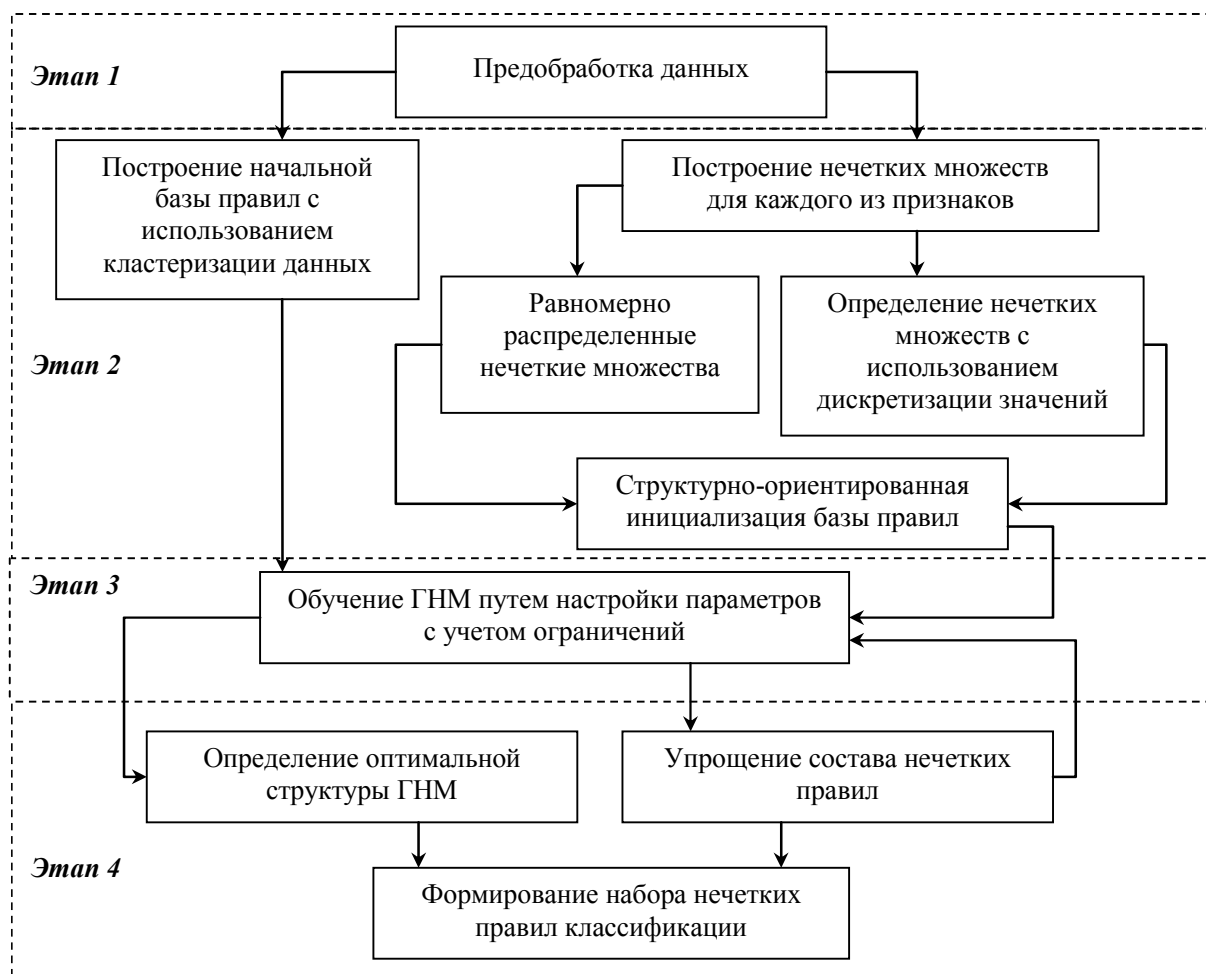 Этап 1
Предобработка данных
Построение начальной
базы правил с
использованием
кластеризации данных
Построение нечетких множеств
для каждого из признаков
Этап 2
Равномерно
распределенные
нечеткие множества
Определение нечетких
множеств с
использованием
дискретизации значений
Структурно-ориентированная
инициализация базы правил
Этап 3
Обучение ГНМ путем настройки параметров
с учетом ограничений
Определение оптимальной
структуры ГНМ
Упрощение состава нечетких
правил
Этап 4
Формирование набора нечетких
правил классификации